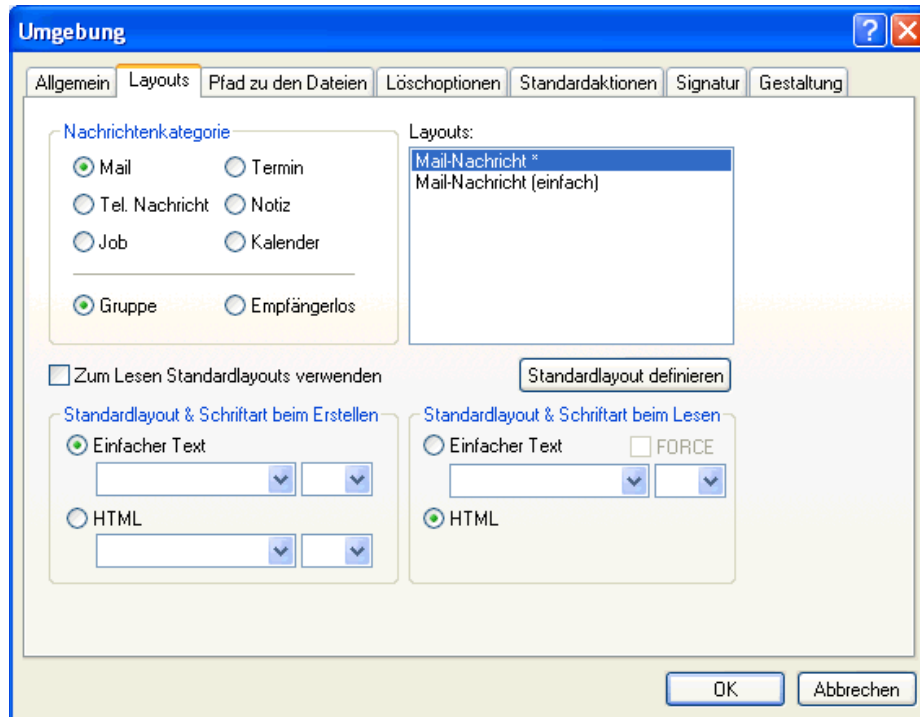 Umgebung
Allgemein Layouts Pfad zu den Dateien Löschoptionen Standardaktionen Signatur Gestaltung
Nachrichtenkategorie
Mail Termin
Tel. Nachricht Notiz
Job Kalender
Gruppe Empfängerlos
Layouts:
Mail-Nachricht *
Mail-Nachricht (einfach)
Zum Lesen Standardlayouts verwenden
Standardlayout definieren
Standardlayout & Schriftart beim Erstellen
Einfacher Text
HTML
Standardlayout & Schriftart beim Lesen
Einfacher Text FORCE
HTML
OK Abbrechen